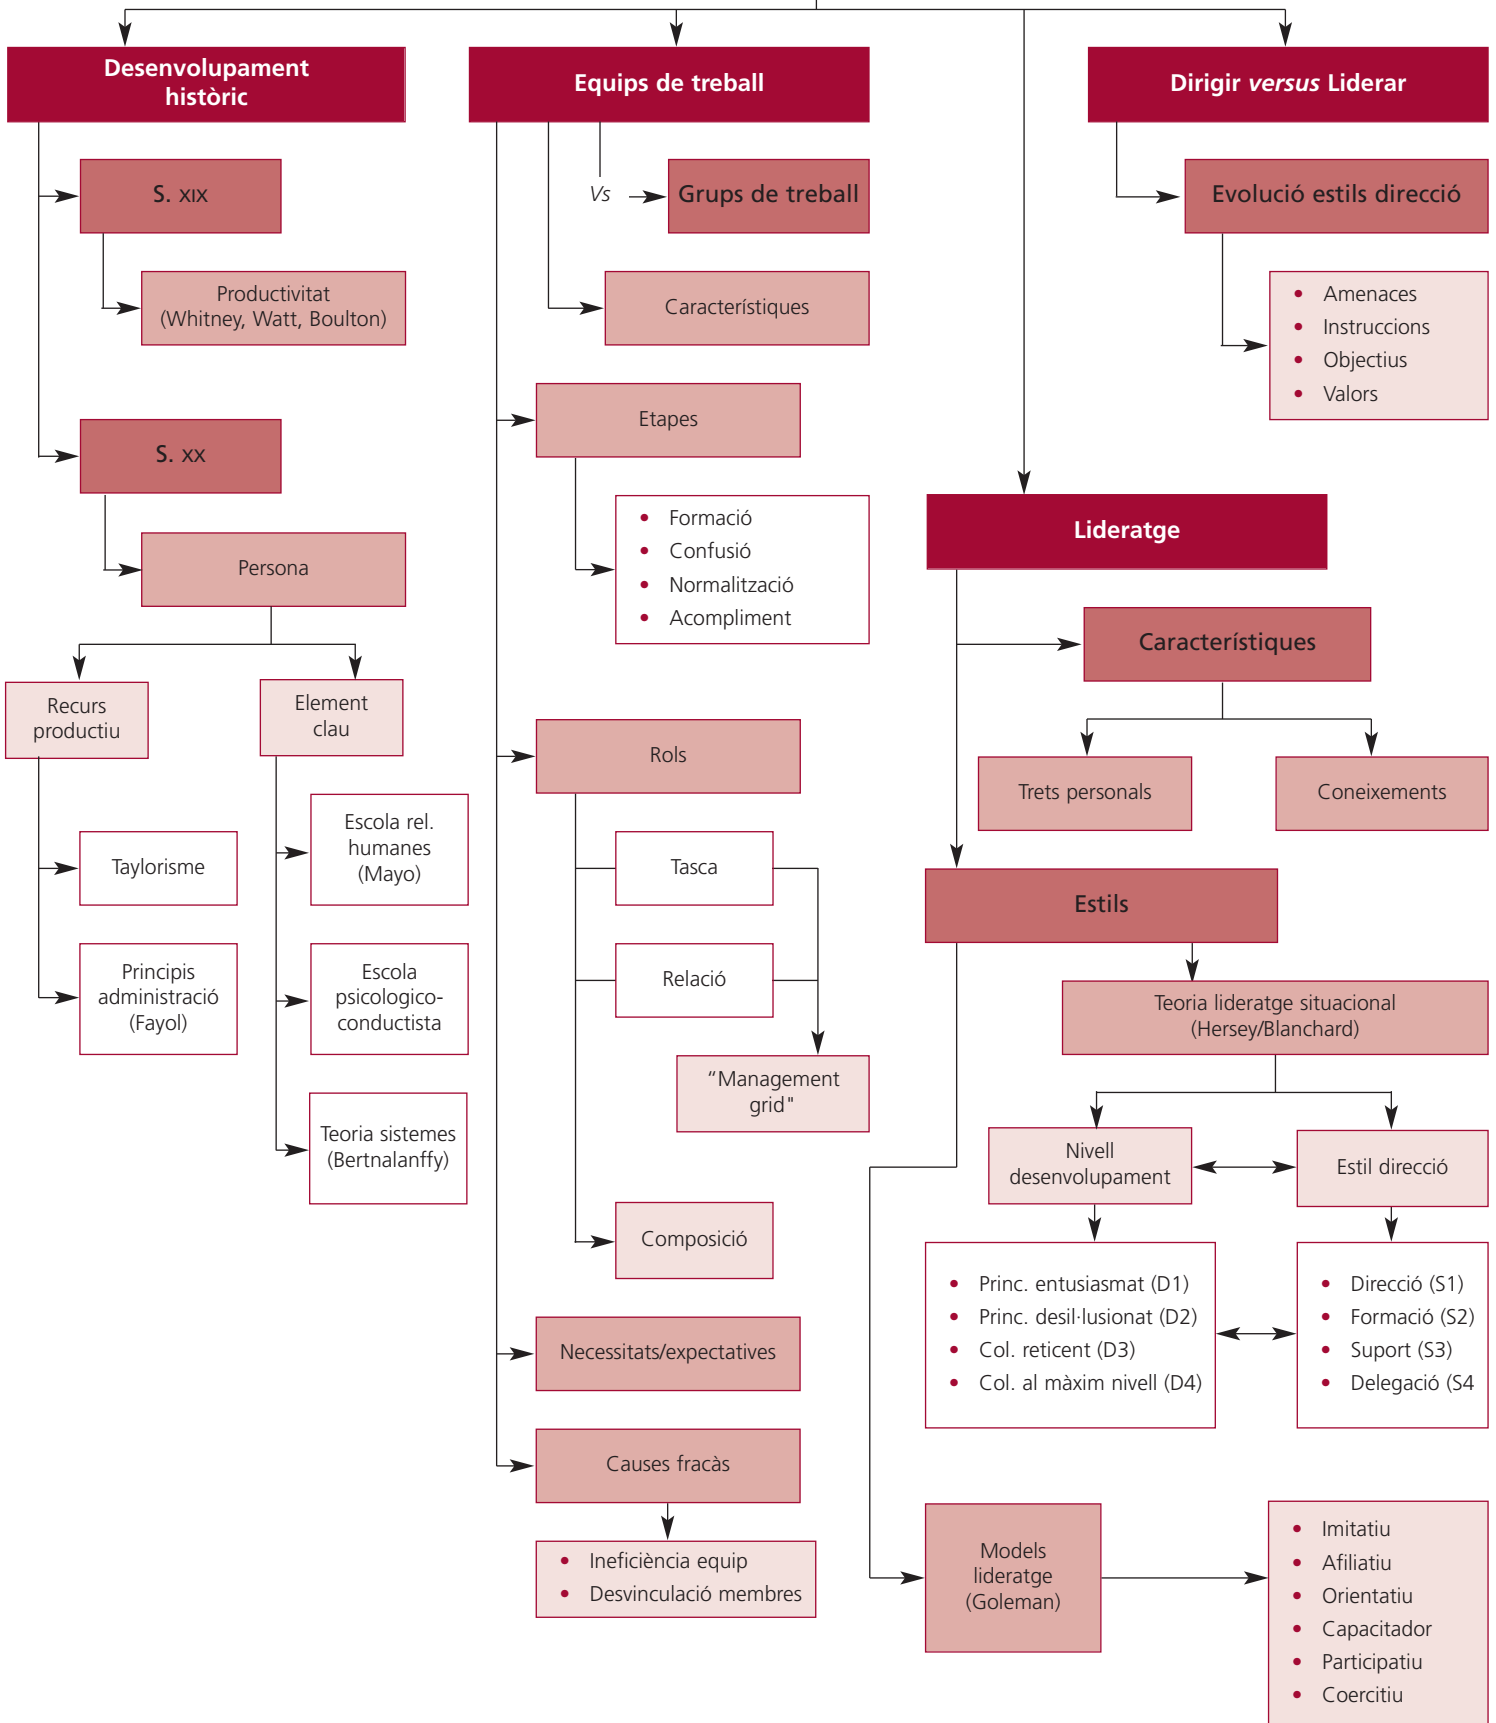 Desenvolupament
històric
S. XIX
Productivitat
(Whitney, Watt, Boulton)
S. XX
Persona
Recurs
productiu
Taylorisme
Principis
administració
(Fayol)
Element
clau
Escola rel.
humanes
(Mayo)
Escola
psicologico-
conductista
Teoria sistemes
(Bertnalanffy)
Equips de treball
Vs
Grups de treball
Característiques
Etapes
• Formació
• Confusió
• Normalització
• Acompliment
Rols
Tasca
Relació
“Management
grid"
Composició
Necessitats/expectatives
Causes fracàs
• Ineficiència equip
• Desvinculació membres
Dirigir versus Liderar
Evolució estils direcció
• Amenaces
• Instruccions
• Objectius
• Valors
Lideratge
Característiques
Trets personals
Coneixements
Estils
Teoria lideratge situacional
(Hersey/Blanchard)
Nivell
desenvolupament
Estil direcció
• Princ. entusiasmat (D1)
• Princ. desil·lusionat (D2)
• Col. reticent (D3)
• Col. al màxim nivell (D4)
• Direcció (S1)
• Formació (S2)
• Suport (S3)
• Delegació (S4
Models
lideratge
(Goleman)
• Imitatiu
• Afiliatiu
• Orientatiu
• Capacitador
• Participatiu
• Coercitiu